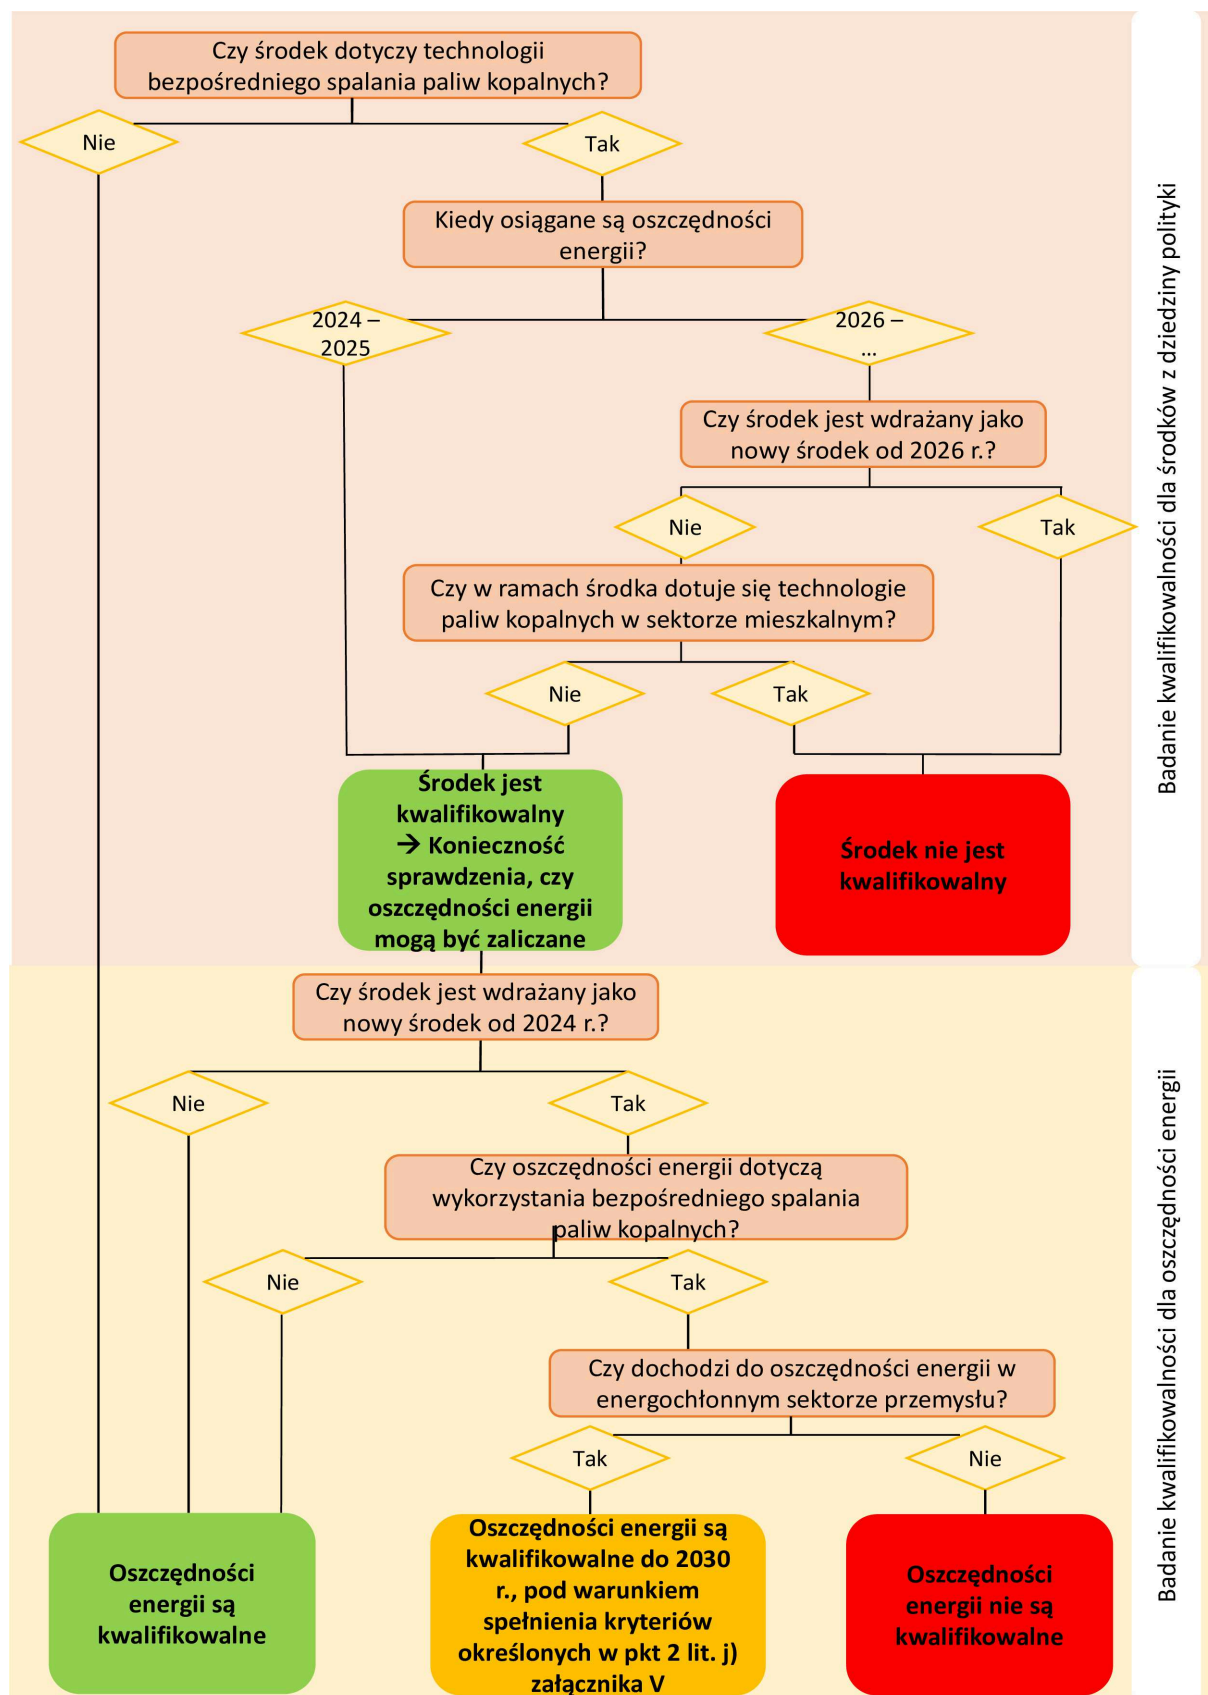 Czy środek dotyczy technologii
bezpośredniego spalania paliw kopalnych?
Nie
Tak
Kiedy osiągane są oszczędności
energii?
2024 –
2025
2026 –
...
Czy środek jest wdrażany jako
nowy środek od 2026 r.?
Nie
Tak
Czy w ramach środka dotuje się technologie
paliw kopalnych w sektorze mieszkalnym?
Nie
Tak
Środek jest
kwalifikowalny
→ Konieczność
sprawdzenia, czy
oszczędności energii
mogą być zaliczane
Środek nie jest
kwalifikowalny
Badanie kwalifikowalności dla środków z dziedziny polityki
Czy środek jest wdrażany jako
nowy środek od 2024 r.?
Nie
Tak
Czy oszczędności energii dotyczą
wykorzystania bezpośredniego spalania
paliw kopalnych?
Nie
Tak
Czy dochodzi do oszczędności energii w
energochłonnym sektorze przemysłu?
Tak
Nie
Oszczędności
energii są
kwalifikowalne
Oszczędności energii są
kwalifikowalne do 2030
r., pod warunkiem
spełnienia kryteriów
określonych w pkt 2 lit. j)
załącznika V
Oszczędności
energii nie są
kwalifikowalne
Badanie kwalifikowalności dla oszczędności energii